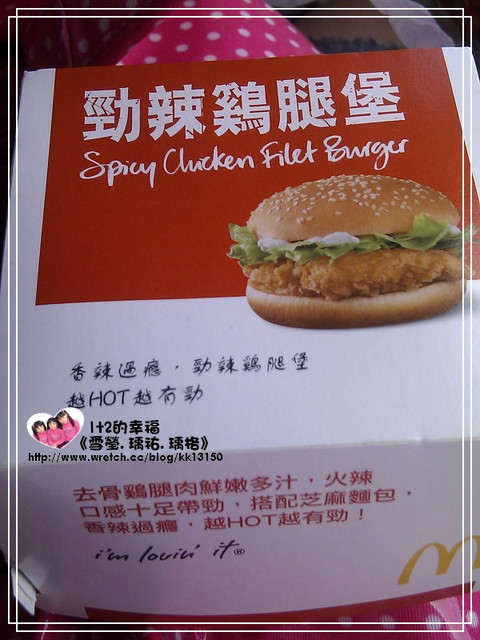 勁辣鷄腿堡
Spicy Chicken Filet Burger
香辣過癮，勁辣鷄腿堡
越HOT越有勁
1+2的幸福
《雪螢.瑀祐.瑀指》
http://www.wretch.cc/blog/kk13150
去骨鷄腿肉鮮嫩多汁，火辣
口感十足帶勁，搭配芝麻麵包，
香辣過癮，越HOT越有勁！
i'm lovin' it®